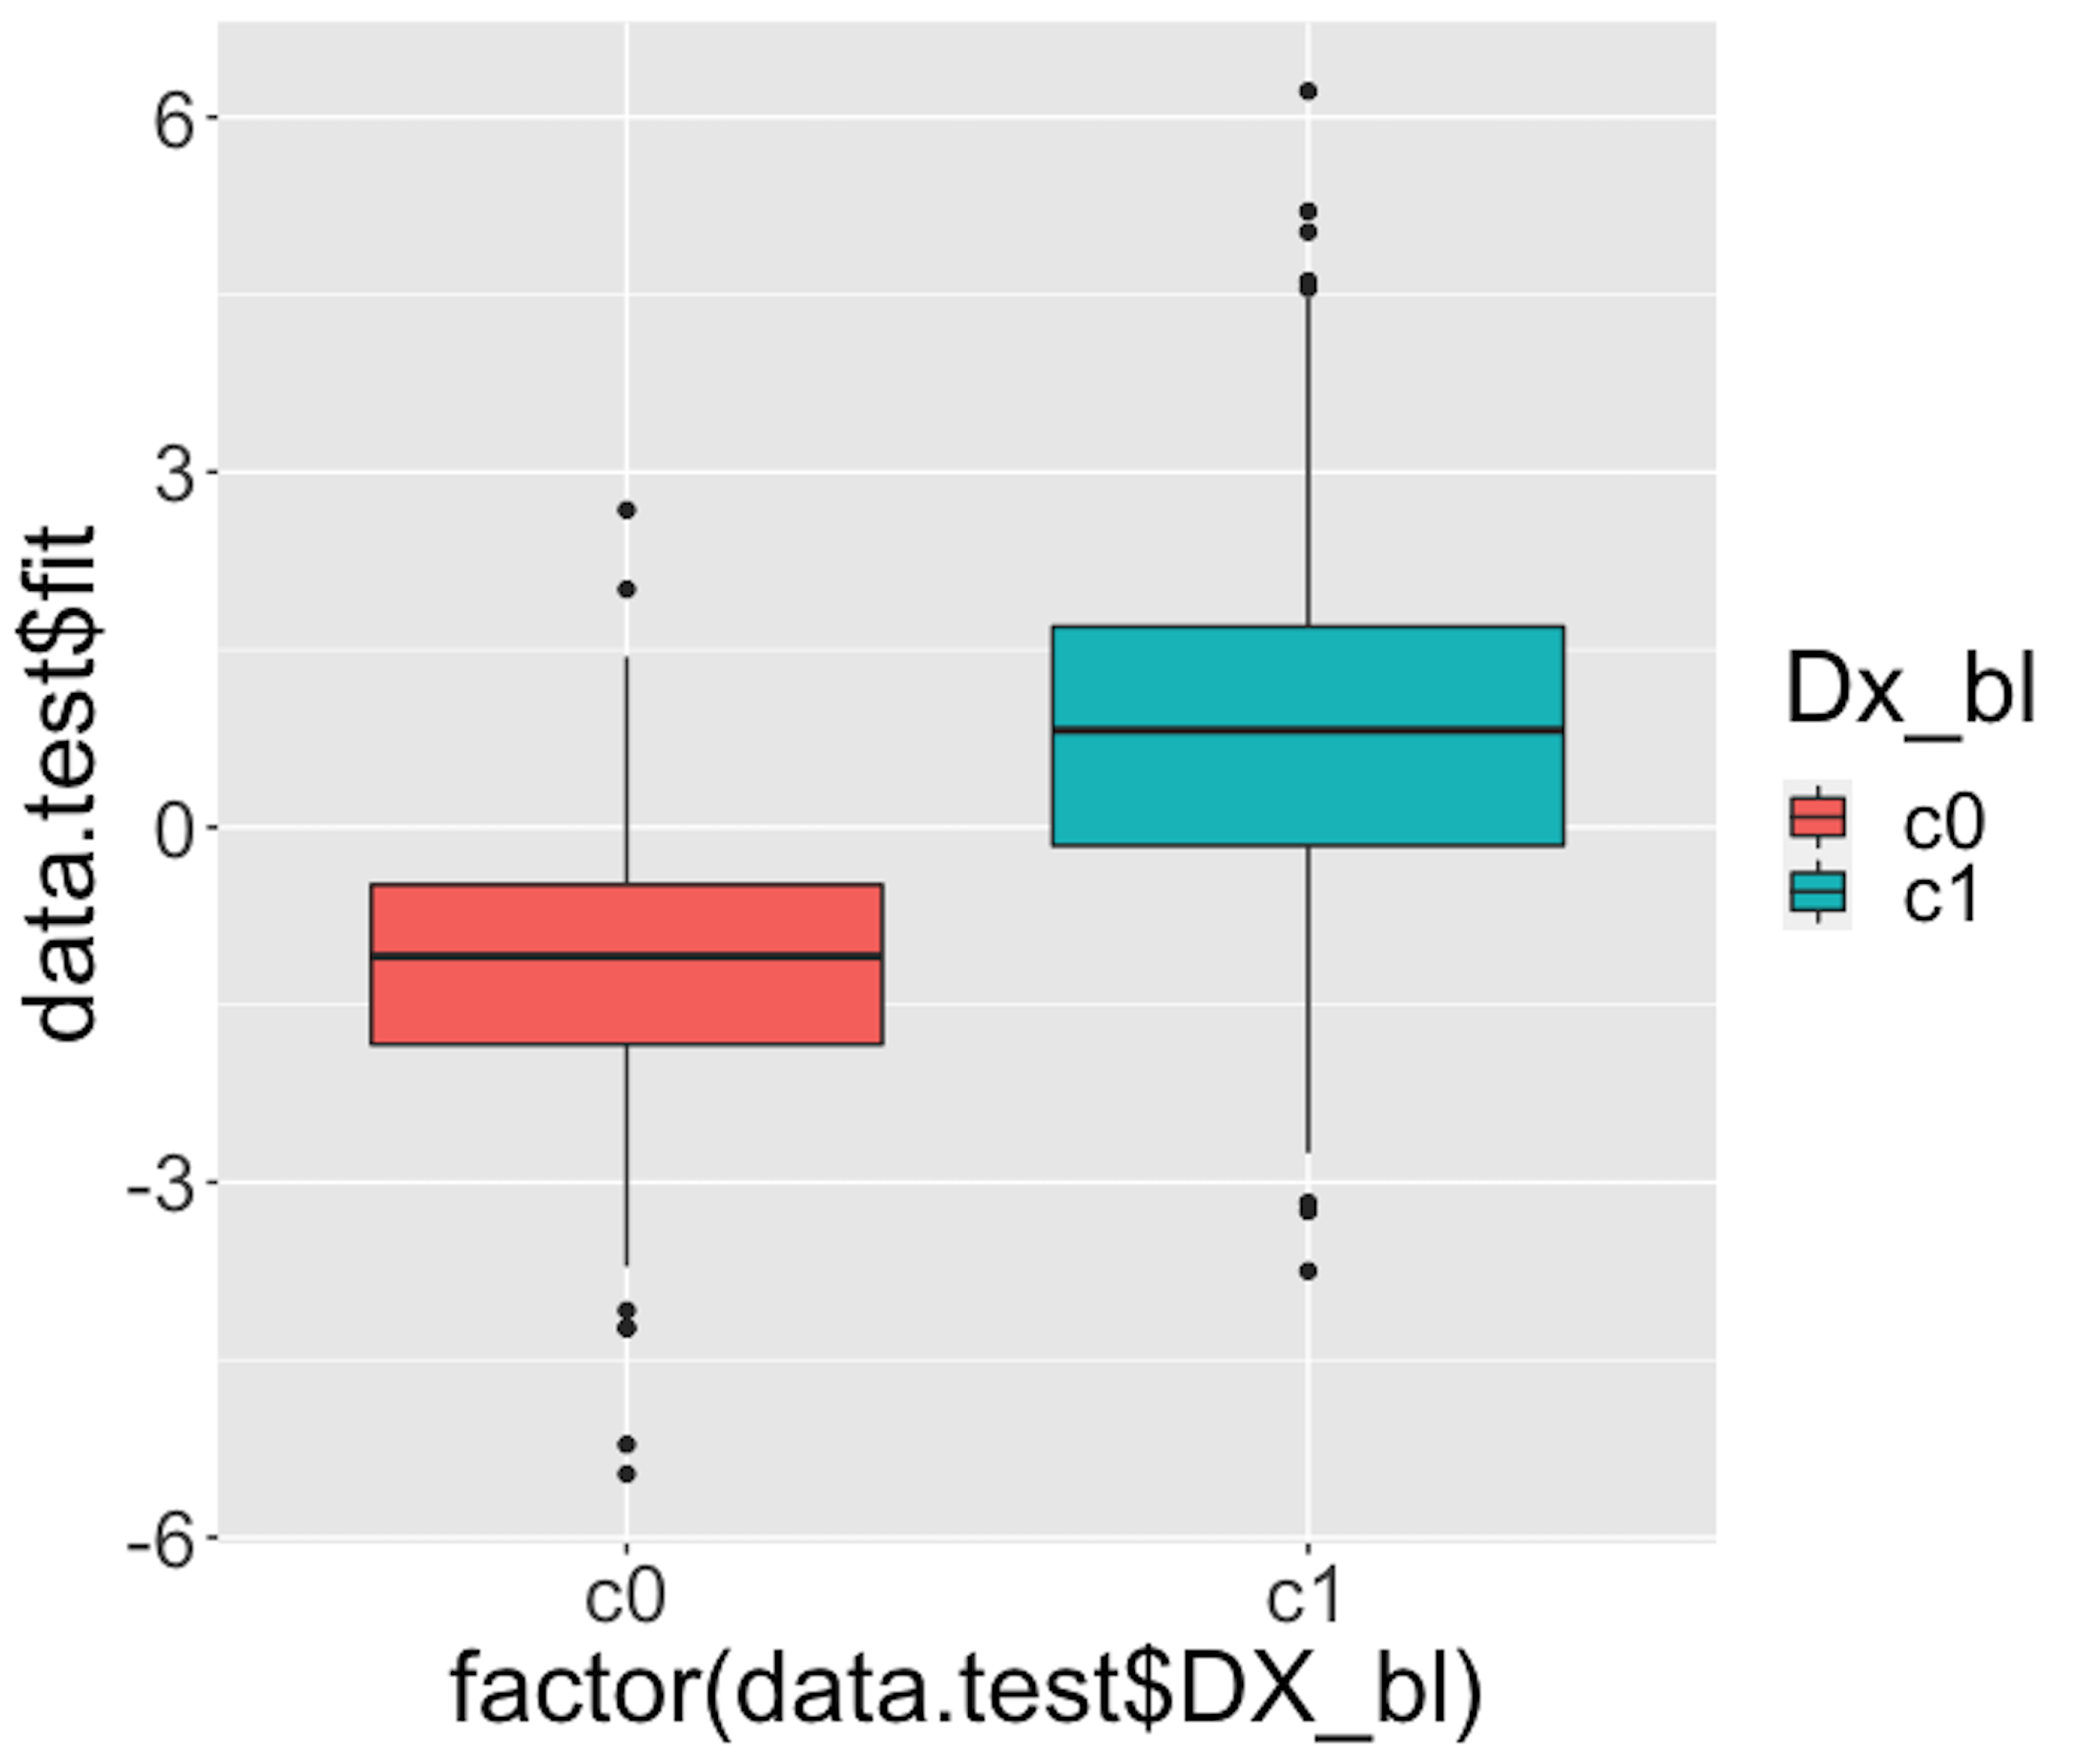 data.test$fit
6
3
0
-3
-6
c0
c1
factor(data.test$DX_bl)
Dx_bl
c0
c1